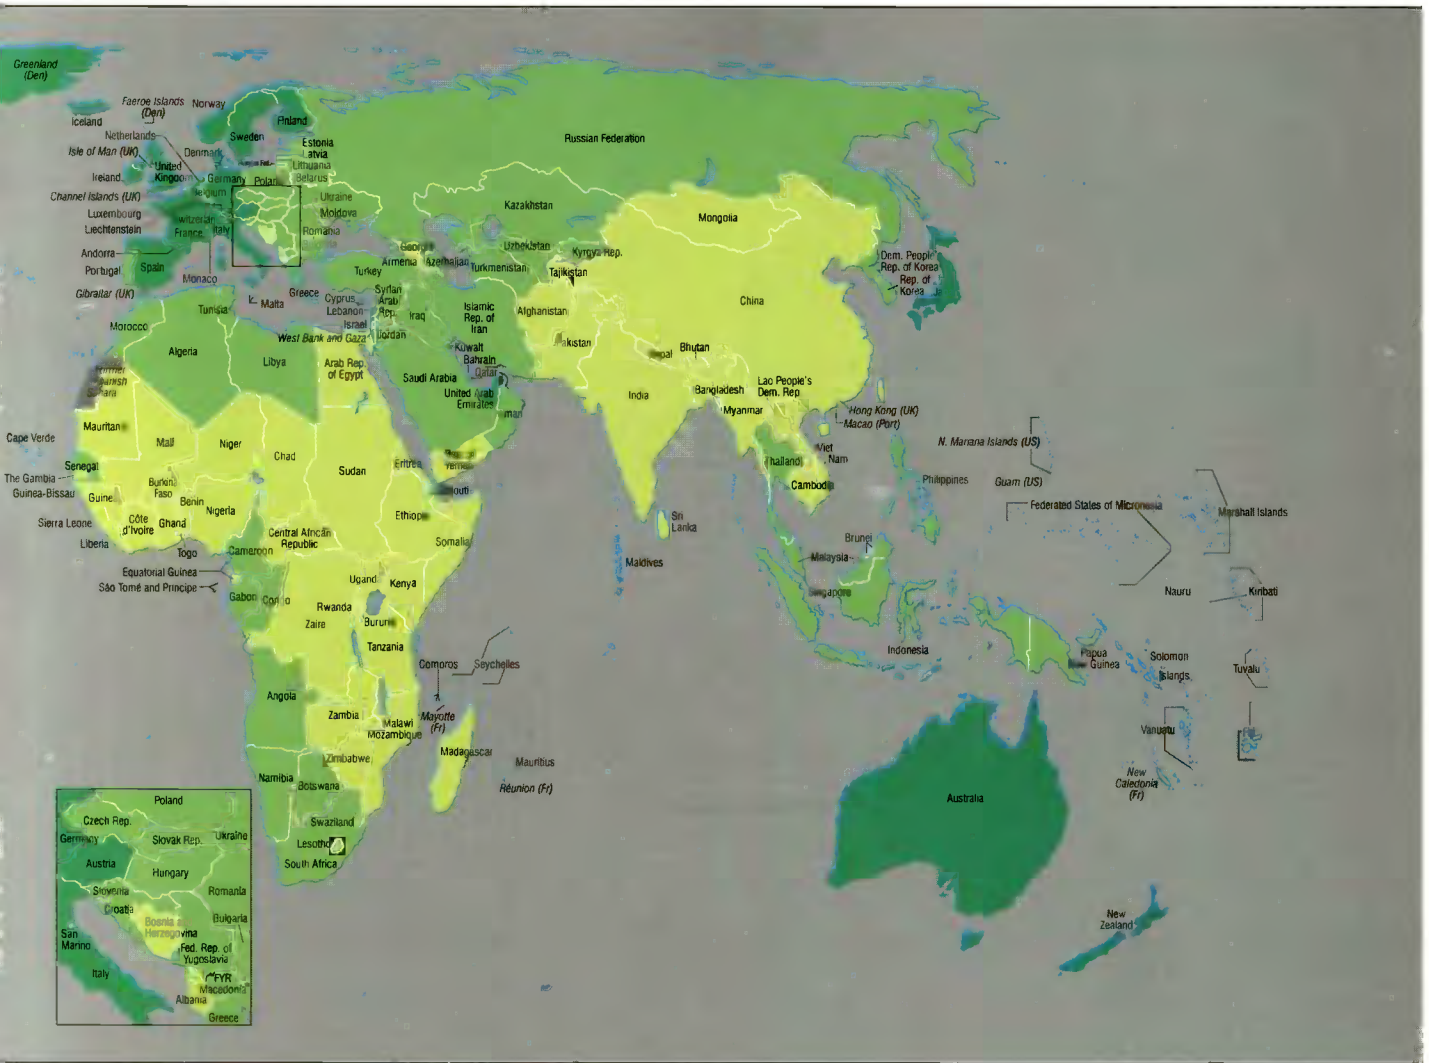 Greenland
(Den)
Iceland
Faeroe Islands
(Den)
Norway
Sweden
Finland
Russian Federation
Netherlands
Isle of Man (UK)
Denmark
Estonia
Latvia
Lithuania
Belarus
Ireland
United
Kingdom
Germany
Belgium
Channel Islands (UK)
Ukraine
Moldova
Romania
Luxembourg
Liechtenstein
France
Italy
Andorra
Portugal
Spain
Monaco
Gibraltar (UK)
Kazakhstan
Mongolia
Uzbekistan
Kyrgyz Rep.
Armenia
Azerbaijan
Turkmenistan
Tajikistan
Turkey
Greece
Malta
Cyprus
Lebanon
Israel
West Bank and Gaza
Syrian
Arab
Rep.
Iraq
Jordan
Islamic
Rep. of
Iran
Afghanistan
China
Dem. People
Rep. of Korea
Rep. of
Korea
Tunisia
Morocco
Algeria
Libya
Arab Rep.
of Egypt
Kuwait
Bahrain
Qatar
Saudi Arabia
United Arab
Emirates
Bhutan
India
Bangladesh
Lao People's
Dem. Rep
Myanmar
Hong Kong (UK)
Macao (Port)
Viet
Nam
Thailand
Cambodia
Philippines
N. Mariana Islands (US)
Guam (US)
Federated States of Micronesia
Marshall Islands
Cape Verde
Mali
Niger
Chad
Sudan
Eritrea
Senegal
The Gambia
Guinea-Bissau
Burkina
Faso
Benin
Nigeria
Côte
d'Ivoire
Ghana
Sierra Leone
Liberia
Togo
Cameroon
Central African
Republic
Somalia
Equatorial Guinea
São Tomé and Principe
Gabon
Congo
Kenya
Rwanda
Zaire
Tanzania
Sri
Lanka
Maldives
Brunei
Malaysia
Singapore
Indonesia
Nauru
Kiribati
Papua
Guinea
Solomon
Islands
Tuvalu
Vanuatu
New
Caledonia
(Fr)
Comoros
Seychelles
Mayotte
(Fr)
Angola
Zambia
Malawi
Mozambique
Zimbabwe
Madagascar
Mauritius
Réunion (Fr)
Namibia
Botswana
Swaziland
Lesotho
South Africa
Australia
New
Zealand
Poland
Czech Rep.
Germany
Slovak Rep.
Ukraine
Austria
Hungary
Slovenia
Romania
Croatia
Bulgaria
Herzegovina
San
Marino
Fed. Rep. of
Yugoslavia
Italy
FYR
Macedonia
Albania
Greece